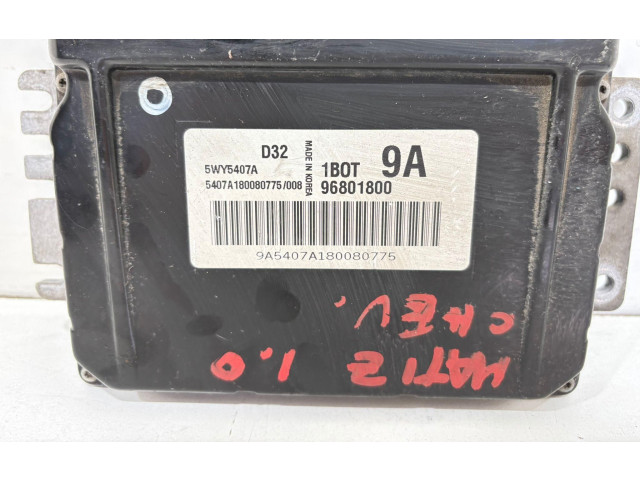 D32
MADE IN KOREA
5WY5407A
1BOT 9A
5407A180080775/008
96801800
9A5407A180080775
CHEV.
MATIZ 1.0